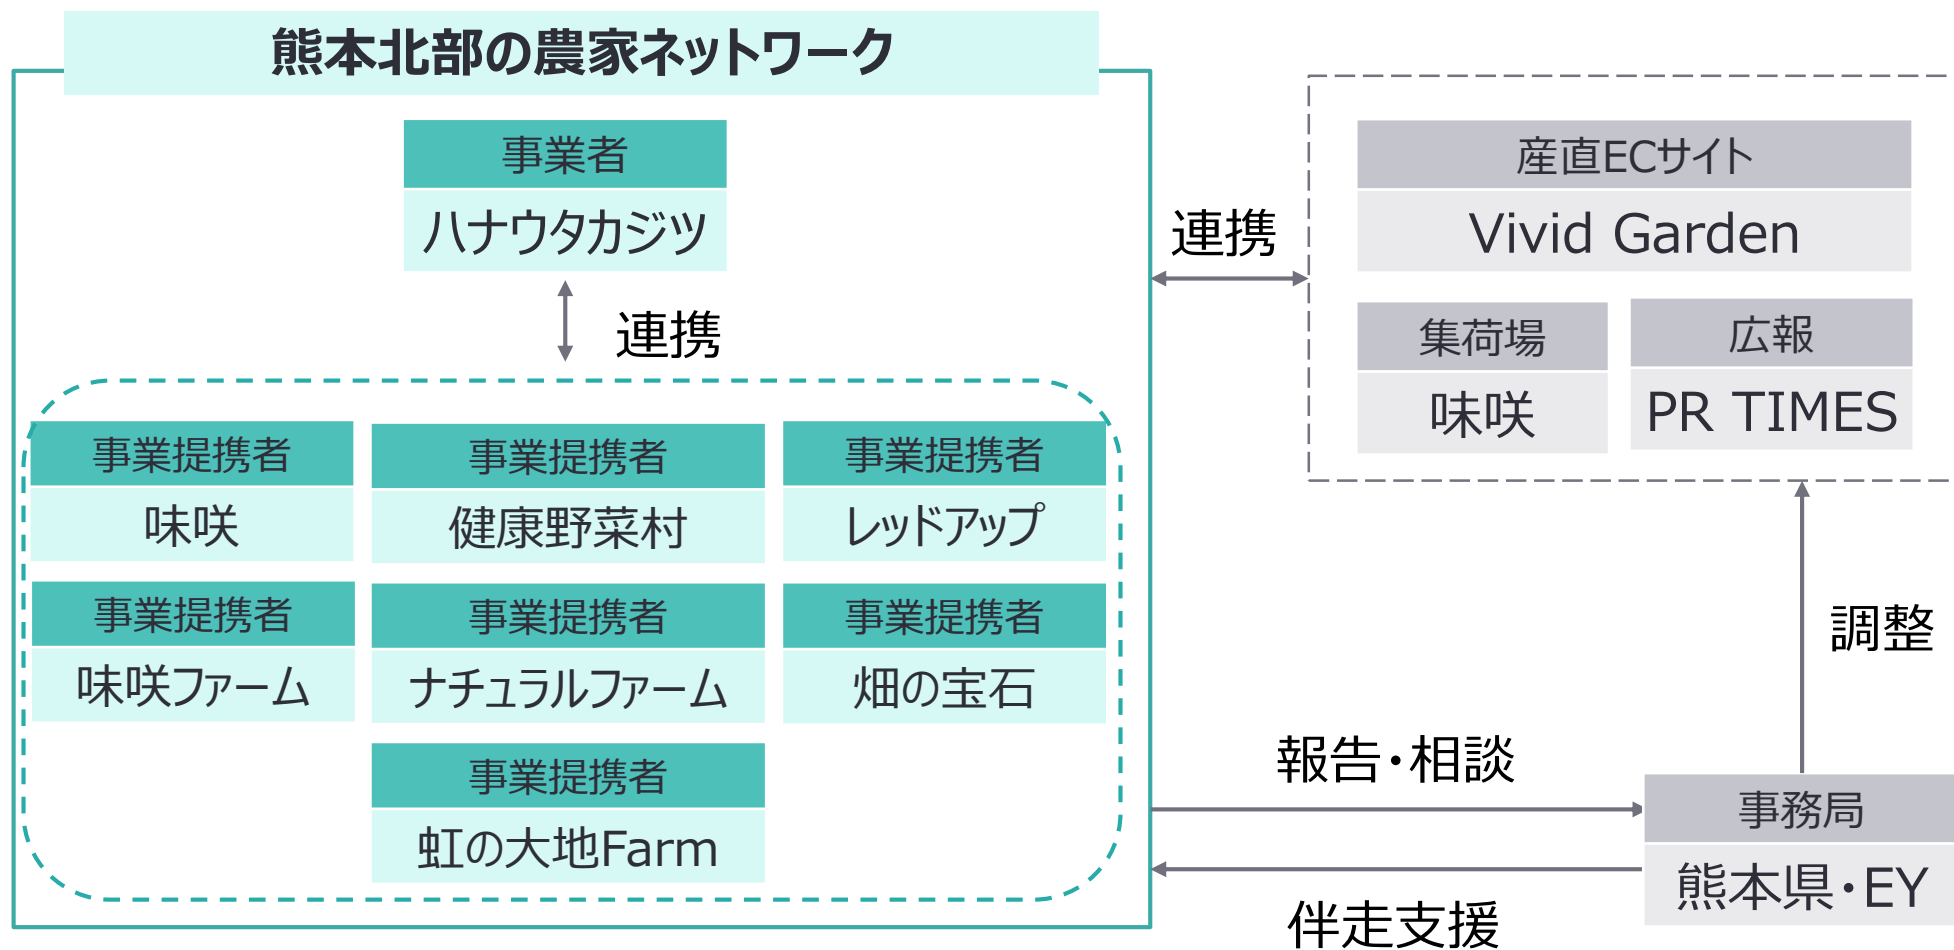 熊本北部の農家ネットワーク
事業者
ハナウタカジツ
連携
事業提携者
味咲
事業提携者
健康野菜村
事業提携者
レッドアップ
事業提携者
味咲ファーム
事業提携者
ナチュラルファーム
事業提携者
畑の宝石
事業提携者
虹の大地Farm
連携
産直ECサイト
Vivid Garden
集荷場
味咲
広報
PR TIMES
調整
報告・相談
事務局
熊本県・EY
伴走支援